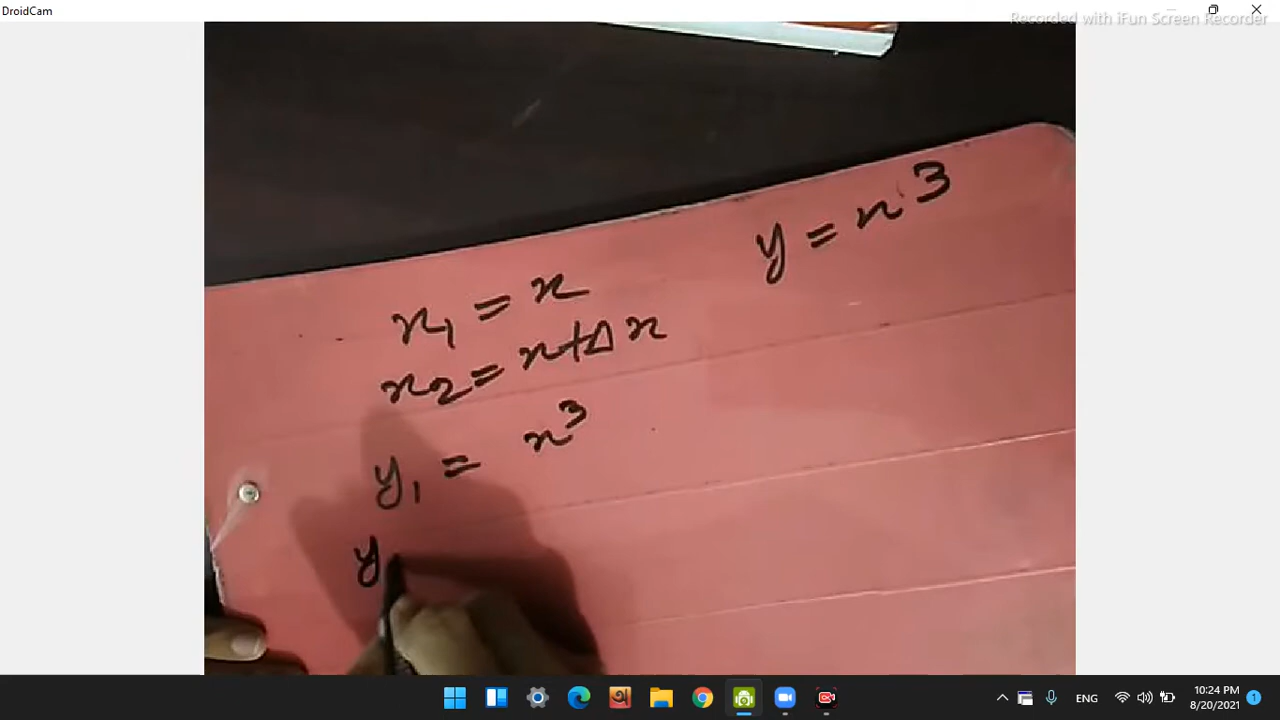 DroidCam
Recorded with iFun Screen Recorder
y = x³
x₁ = x
x₂ = x+Δx
y₁ = x³
y
ENG
10:24 PM
8/20/2021
1